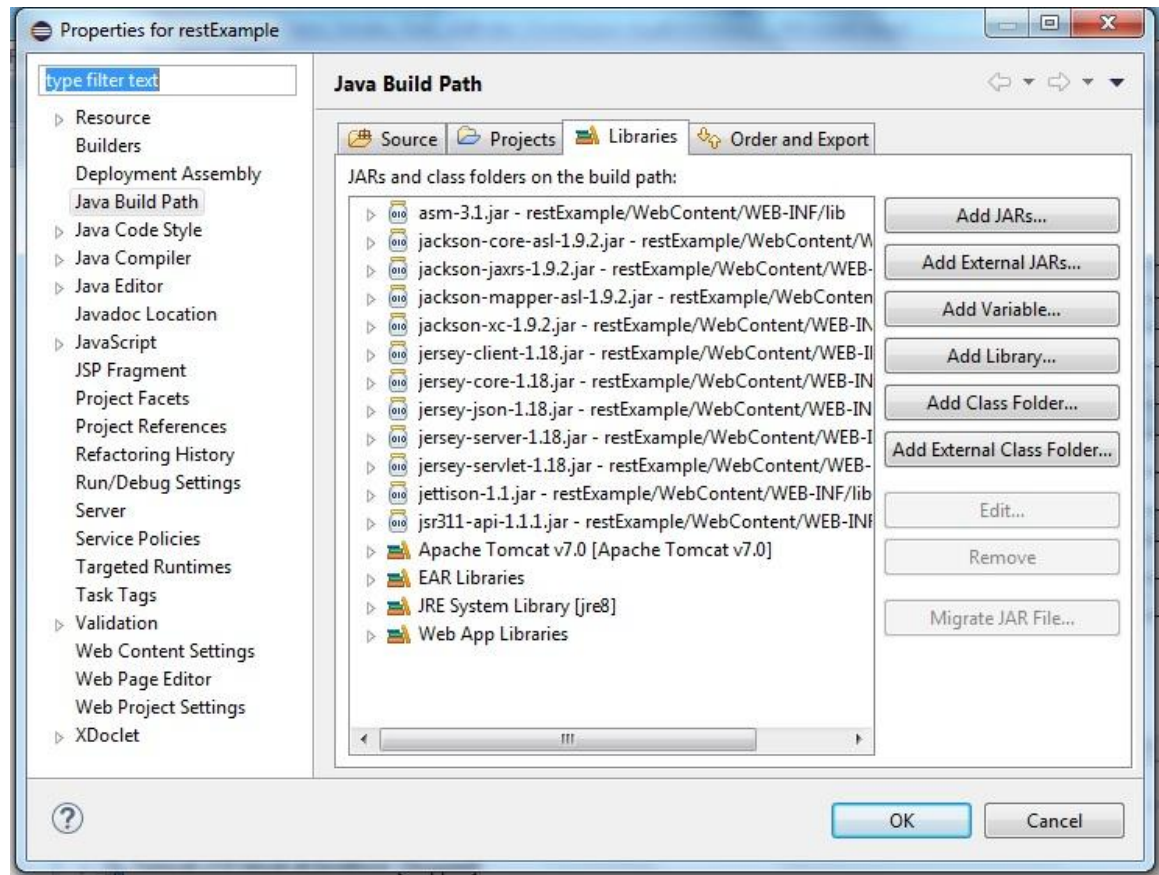 Properties for restExample
type filter text
Resource
Builders
Deployment Assembly
Java Build Path
Java Code Style
Java Compiler
Java Editor
Javadoc Location
JavaScript
JSP Fragment
Project Facets
Project References
Refactoring History
Run/Debug Settings
Server
Service Policies
Targeted Runtimes
Task Tags
Validation
Web Content Settings
Web Page Editor
Web Project Settings
XDoclet
Java Build Path
Source Projects Libraries Order and Export
JARs and class folders on the build path:
asm-3.1.jar - restExample/WebContent/WEB-INF/lib
jackson-core-asl-1.9.2.jar - restExample/WebContent/W
jackson-jaxrs-1.9.2.jar - restExample/WebContent/WEB-
jackson-mapper-asl-1.9.2.jar - restExample/WebConten
jackson-xc-1.9.2.jar - restExample/WebContent/WEB-IN
jersey-client-1.18.jar - restExample/WebContent/WEB-I
jersey-core-1.18.jar - restExample/WebContent/WEB-IN
jersey-json-1.18.jar - restExample/WebContent/WEB-IN
jersey-server-1.18.jar - restExample/WebContent/WEB-I
jersey-servlet-1.18.jar - restExample/WebContent/WEB-
jettison-1.1.jar - restExample/WebContent/WEB-INF/lib
jsr311-api-1.1.1.jar - restExample/WebContent/WEB-INF
Apache Tomcat v7.0 [Apache Tomcat v7.0]
EAR Libraries
JRE System Library [jre8]
Web App Libraries
Add JARs...
Add External JARs...
Add Variable...
Add Library...
Add Class Folder...
Add External Class Folder...
Edit...
Remove
Migrate JAR File...
OK Cancel